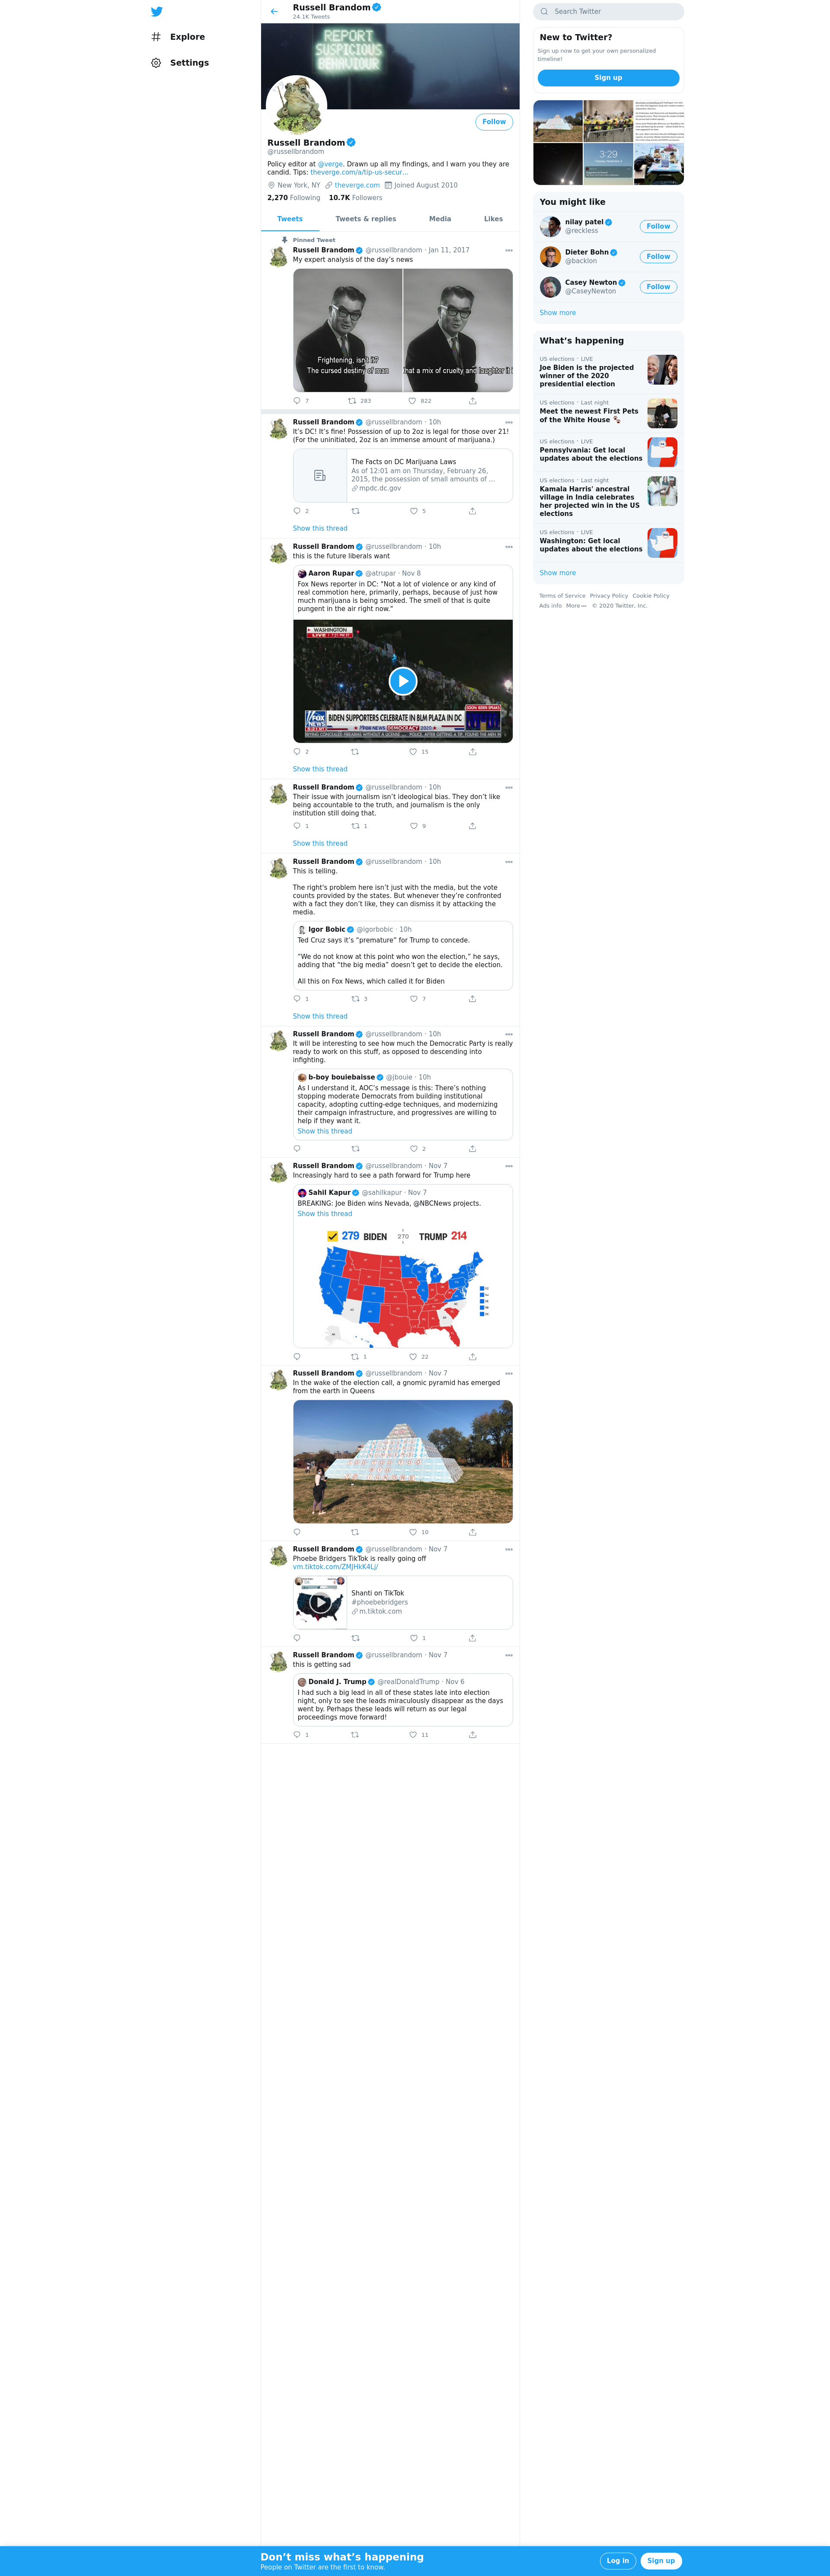 Explore
Settings
Russell Brandom
24.1K Tweets
REPORT
SUSPICIOUS
BEHAVIOUR
Follow
Russell Brandom
@russellbrandom
Policy editor at @verge. Drawn up all my findings, and I warn you they are
candid. Tips: theverge.com/a/tip-us-secur…
New York, NY theverge.com Joined August 2010
2,270 Following 10.7K Followers
Tweets Tweets & replies Media Likes
Pinned Tweet
Russell Brandom @russellbrandom · Jan 11, 2017
My expert analysis of the day’s news
Frightening, isn't it?
The cursed destiny of man
that a mix of cruelty and laughter it i
7 283 822
Russell Brandom @russellbrandom · 10h
It’s DC! It’s fine! Possession of up to 2oz is legal for those over 21!
(For the uninitiated, 2oz is an immense amount of marijuana.)
The Facts on DC Marijuana Laws
As of 12:01 am on Thursday, February 26,
2015, the possession of small amounts of ...
mpdc.dc.gov
2 5
Show this thread
Russell Brandom @russellbrandom · 10h
this is the future liberals want
Aaron Rupar @atrupar · Nov 8
Fox News reporter in DC: "Not a lot of violence or any kind of
real commotion here, primarily, perhaps, because of just how
much marijuana is being smoked. The smell of that is quite
pungent in the air right now."
WASHINGTON
LIVE
BIDEN SUPPORTERS CELEBRATE IN BLM PLAZA IN DC
SOON: BIDEN SPEAKS
FOX NEWS DEMOCRACY 2020
2 15
Show this thread
Russell Brandom @russellbrandom · 10h
Their issue with journalism isn’t ideological bias. They don’t like
being accountable to the truth, and journalism is the only
institution still doing that.
1 1 9
Show this thread
Russell Brandom @russellbrandom · 10h
This is telling.
The right’s problem here isn’t just with the media, but the vote
counts provided by the states. But whenever they’re confronted
with a fact they don’t like, they can dismiss it by attacking the
media.
Igor Bobic @igorbobic · 10h
Ted Cruz says it’s “premature” for Trump to concede.
“We do not know at this point who won the election,” he says,
adding that “the big media” doesn’t get to decide the election.
All this on Fox News, which called it for Biden
1 3 7
Show this thread
Russell Brandom @russellbrandom · 10h
It will be interesting to see how much the Democratic Party is really
ready to work on this stuff, as opposed to descending into
infighting.
b-boy bouiebaisse @jbouie · 10h
As I understand it, AOC’s message is this: There’s nothing
stopping moderate Democrats from building institutional
capacity, adopting cutting-edge techniques, and modernizing
their campaign infrastructure, and progressives are willing to
help if they want it.
Show this thread
2
Russell Brandom @russellbrandom · Nov 7
Increasingly hard to see a path forward for Trump here
Sahil Kapur @sahilkapur · Nov 7
BREAKING: Joe Biden wins Nevada, @NBCNews projects.
Show this thread
279 BIDEN 270 TRUMP 214
1 22
Russell Brandom @russellbrandom · Nov 7
In the wake of the election call, a gnomic pyramid has emerged
from the earth in Queens
10
Russell Brandom @russellbrandom · Nov 7
Phoebe Bridgers TikTok is really going off
vm.tiktok.com/ZMJHkK4Lj/
Shanti on TikTok
#phoebebridgers
m.tiktok.com
1
Russell Brandom @russellbrandom · Nov 7
this is getting sad
Donald J. Trump @realDonaldTrump · Nov 6
I had such a big lead in all of these states late into election
night, only to see the leads miraculously disappear as the days
went by. Perhaps these leads will return as our legal
proceedings move forward!
1 11
Search Twitter
New to Twitter?
Sign up now to get your own personalized
timeline!
Sign up
3:29
You might like
nilay patel
@reckless
Follow
Dieter Bohn
@backlon
Follow
Casey Newton
@CaseyNewton
Follow
Show more
What’s happening
US elections · LIVE
Joe Biden is the projected
winner of the 2020
presidential election
US elections · Last night
Meet the newest First Pets
of the White House 🐾
US elections · LIVE
Pennsylvania: Get local
updates about the elections
US elections · Last night
Kamala Harris' ancestral
village in India celebrates
her projected win in the US
elections
US elections · LIVE
Washington: Get local
updates about the elections
Show more
Terms of Service Privacy Policy Cookie Policy
Ads info More © 2020 Twitter, Inc.
Don’t miss what’s happening
People on Twitter are the first to know.
Log in
Sign up